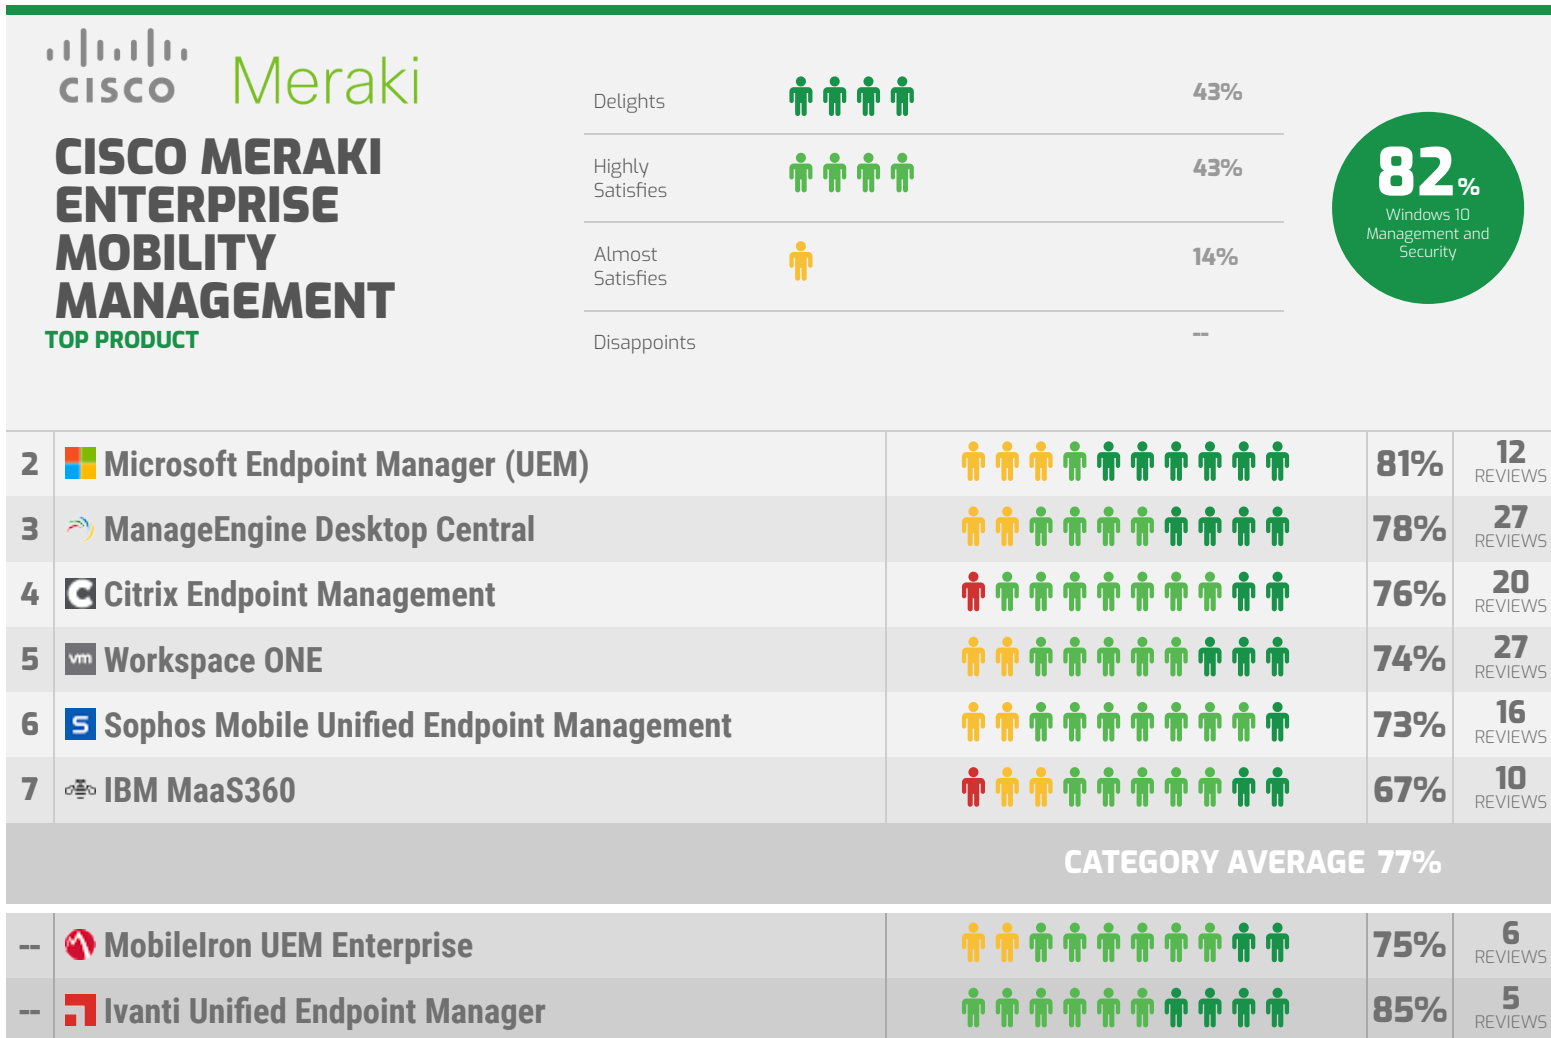 CISCO
Meraki
CISCO MERAKI
ENTERPRISE
MOBILITY
MANAGEMENT
TOP PRODUCT
Delights 43%
Highly
Satisfies 43%
Almost
Satisfies 14%
Disappoints --
82%
Windows 10
Management and
Security
2 Microsoft Endpoint Manager (UEM) 81% 12
REVIEWS
3 ManageEngine Desktop Central 78% 27
REVIEWS
4 C Citrix Endpoint Management 76% 20
REVIEWS
5 vm Workspace ONE 74% 27
REVIEWS
6 S Sophos Mobile Unified Endpoint Management 73% 16
REVIEWS
7 IBM MaaS360 67% 10
REVIEWS
CATEGORY AVERAGE 77%
-- MobileIron UEM Enterprise 75% 6
REVIEWS
-- Ivanti Unified Endpoint Manager 85% 5
REVIEWS